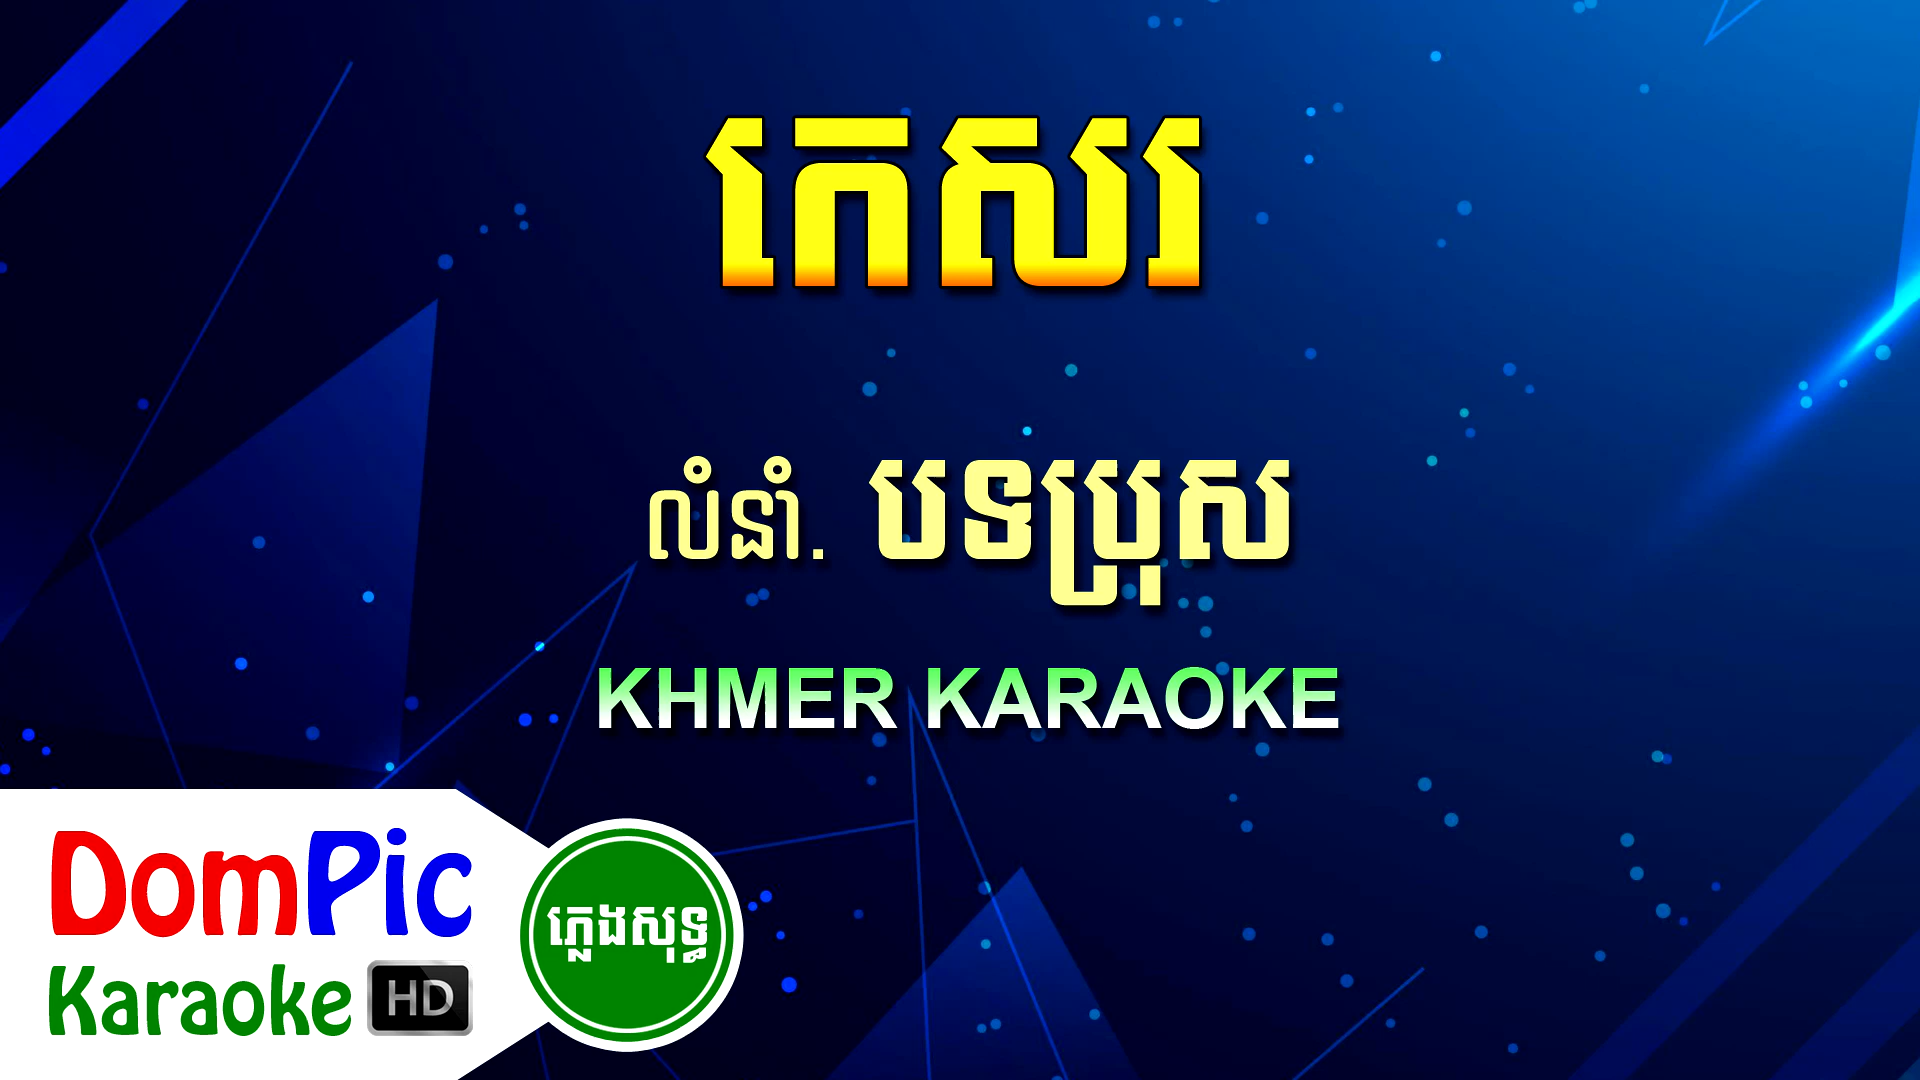 កេសរ
លំនាំ. បទប្រុស
KHMER KARAOKE
DomPic
Karaoke HD
ភ្លេងសុទ្ធ